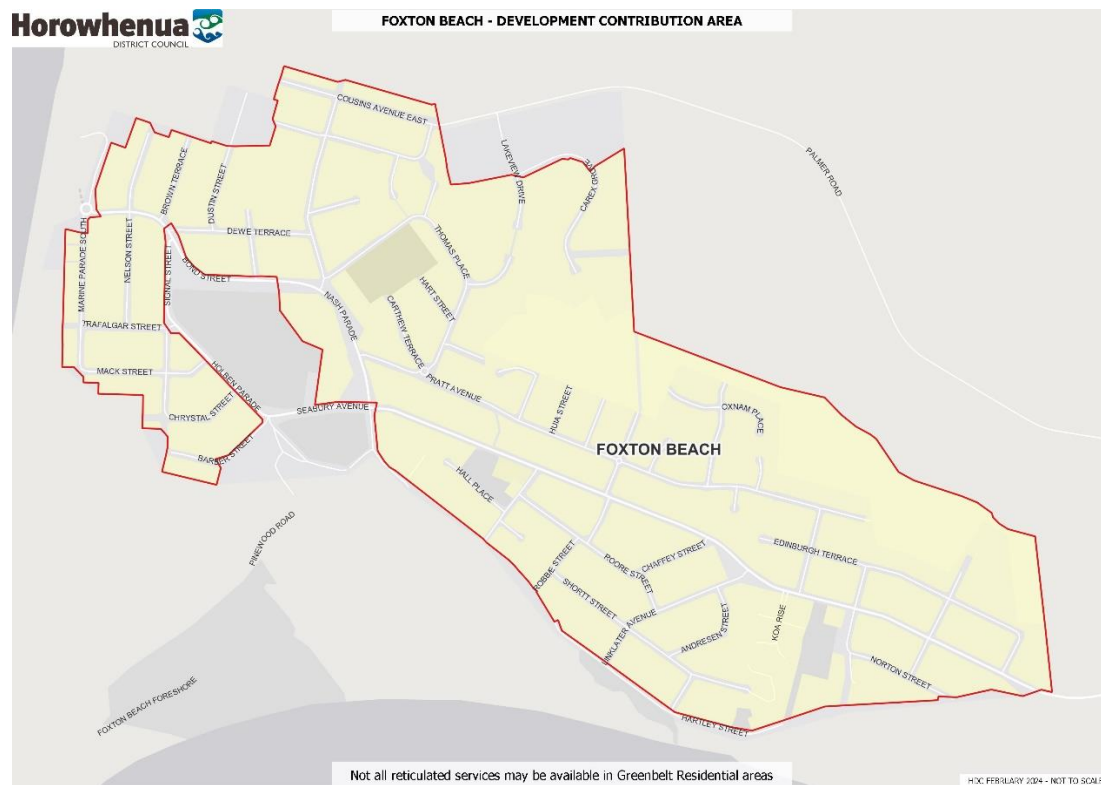 Horowhenua
DISTRICT COUNCIL
FOXTON BEACH - DEVELOPMENT CONTRIBUTION AREA
COUSINS AVENUE EAST
LAKEVIEW DRIVE
CAREX GROVE
PALMER ROAD
BROWN TERRACE
DUSTIN STREET
DEWE TERRACE
MARINE PARADE SOUTH
NELSON STREET
SIGNAL STREET
BOND STREET
THOMAS PLACE
HART STREET
CARTHEW TERRACE
NASH PARADE
TRAFALGAR STREET
MACK STREET
HOLBEN PARADE
PRATT AVENUE
CHRYSTAL STREET
SEABURY AVENUE
HUIA STREET
OXNAM PLACE
BARBER STREET
FOXTON BEACH
HALL PLACE
PINEWOOD ROAD
EDINBURGH TERRACE
ROBBIE STREET
POORE STREET
CHAFFEY STREET
SHORTT STREET
LINKLATER AVENUE
ANDRESEN STREET
KOA RISE
NORTON STREET
FOXTON BEACH FORESHORE
HARTLEY STREET
Not all reticulated services may be available in Greenbelt Residential areas
HDC FEBRUARY 2024 - NOT TO SCALE